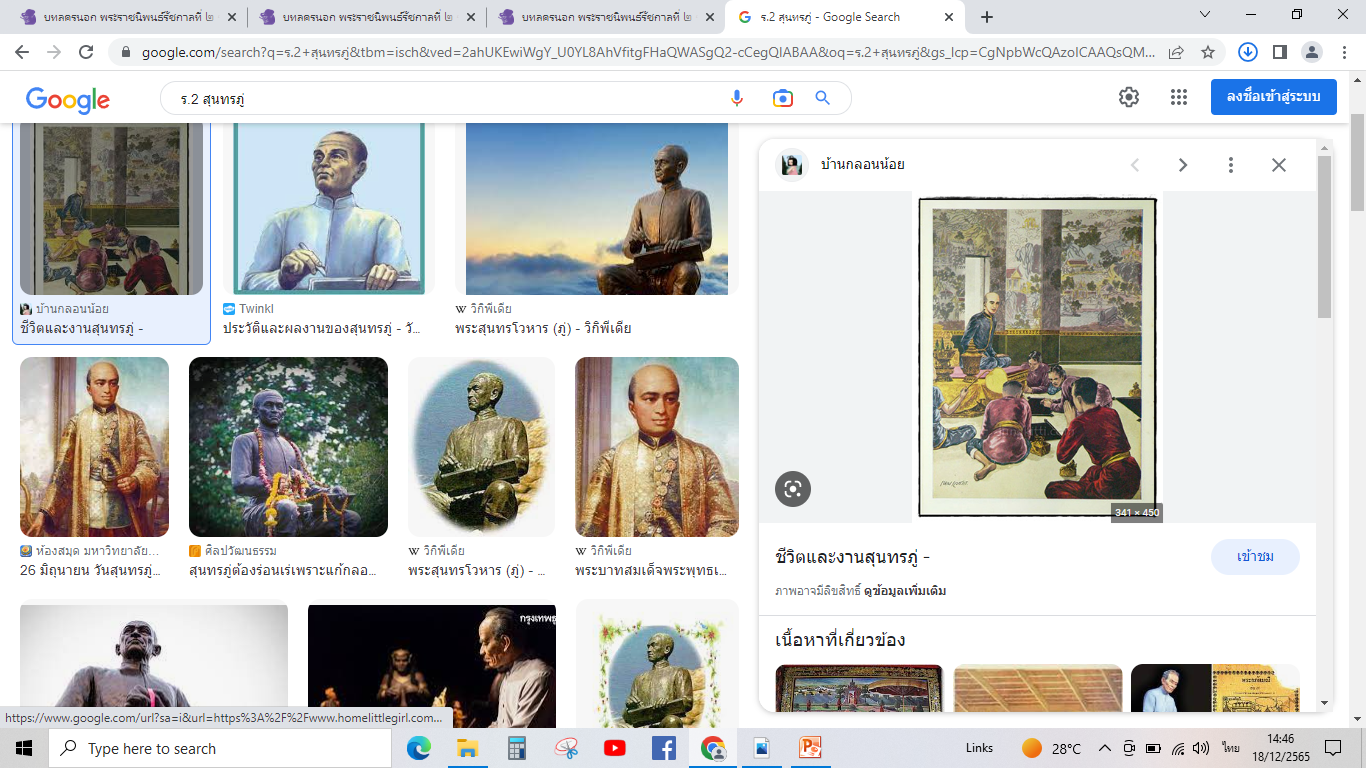 บทละครนอก พระราชนิพนธ์รัชกาลที่ ๒
บทละครนอก พระราชนิพนธ์รัชกาลที่ ๒
บทละครนอก พระราชนิพนธ์รัชกาลที่ ๒
ร.2 สุนทรภู่ - Google Search
google.com/search?q=ร.2+สุนทรภู่&tbm=isch&ved=2ahUKEwiWgY_U0YL8AhVfitgFHaQWASgQ2-cCegQIABAA&oq=ร.2+สุนทรภู่&gs_lcp=CgNpbWcQAzoICAAQsQM...
Google
ร.2 สุนทรภู่
ลงชื่อเข้าสู่ระบบ
บ้านกลอนน้อย
ชีวิตและงานสุนทรภู่ -
Twinkl
ประวัติและผลงานของสุนทรภู่ - วั...
วิกิพีเดีย
พระสุนทรโวหาร (ภู่) - วิกิพีเดีย
ห้องสมุด มหาวิทยาลัย...
26 มิถุนายน วันสุนทรภู่...
ศิลปวัฒนธรรม
สุนทรภู่ต้องร่อนเร่เพราะแก้กลอ...
วิกิพีเดีย
พระสุนทรโวหาร (ภู่) - ...
วิกิพีเดีย
พระบาทสมเด็จพระพุทธเ...
กรุงเทพธุ
บ้านกลอนน้อย
341 × 450
ชีวิตและงานสุนทรภู่ -
เข้าชม
ภาพอาจมีลิขสิทธิ์ ดูข้อมูลเพิ่มเติม
เนื้อหาที่เกี่ยวข้อง
https://www.google.com/url?sa=i&url=https%3A%2F%2Fwww.homelittlegirl.com...
Type here to search
Links
28°C
ไทย
14:46
18/12/2565